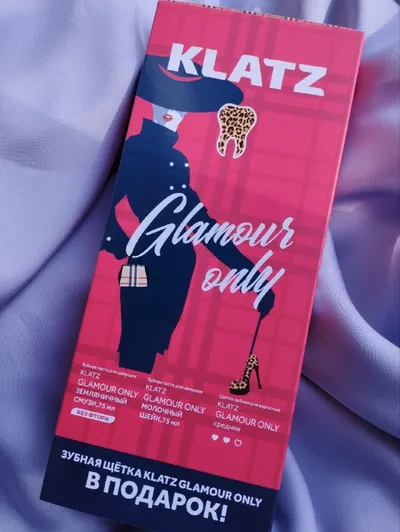 KLATZ
Glamour
only
Зубная паста для девушек
KLATZ
GLAMOUR ONLY
ЗЕМЛЯНИЧНЫЙ
СМУЗИ, 75 мл
БЕЗ ФТОРА
Зубная паста для девушек
KLATZ
GLAMOUR ONLY
МОЛОЧНЫЙ
ШЕЙК, 75 мл
Щётка зубная для взрослых
KLATZ
GLAMOUR ONLY
средняя
ЗУБНАЯ ЩЁТКА KLATZ GLAMOUR ONLY
В ПОДАРОК!